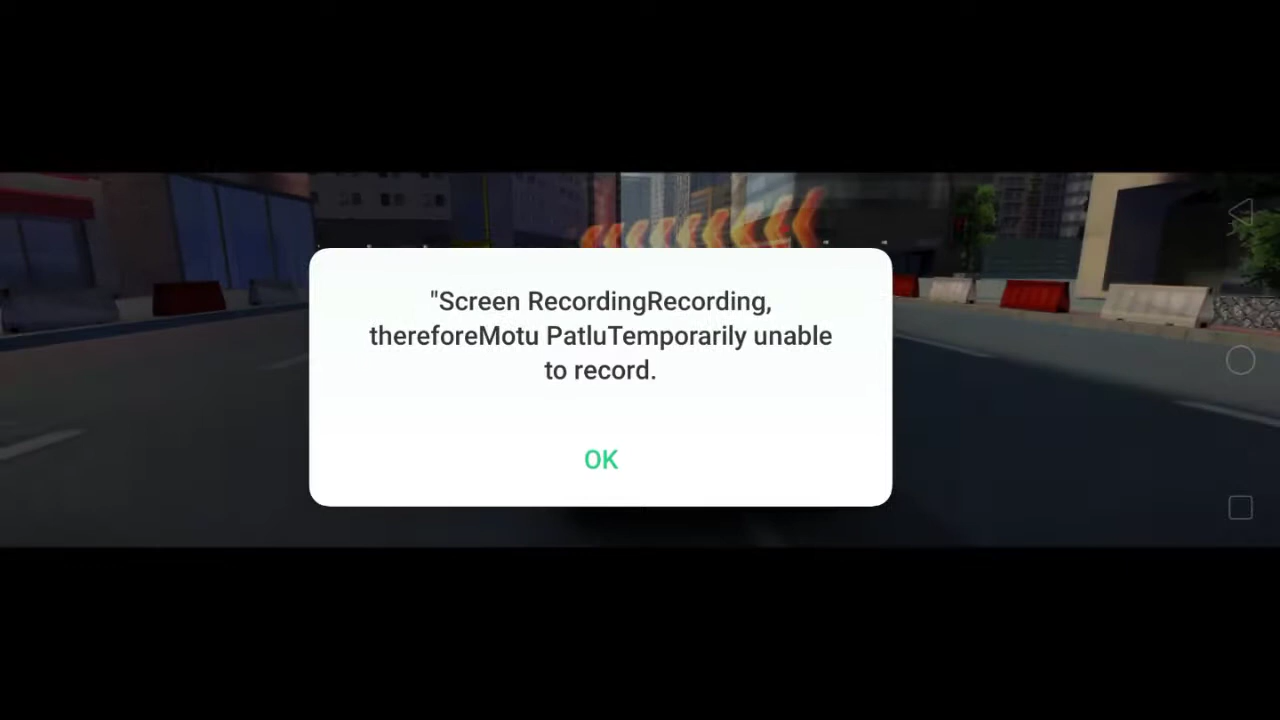 "Screen RecordingRecording,
thereforeMotu PatluTemporarily unable
to record.
OK